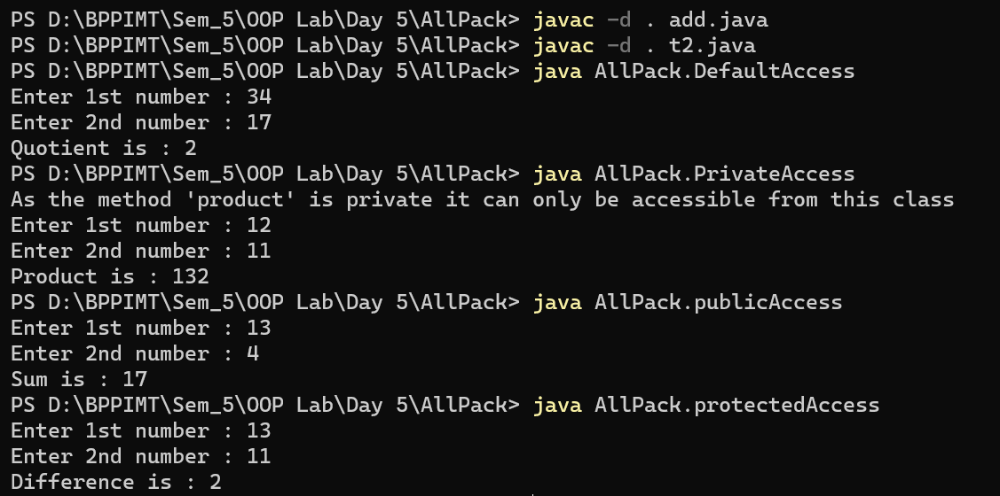 PS D:\BPPIMT\Sem_5\OOP Lab\Day 5\AllPack> javac -d . add.java
PS D:\BPPIMT\Sem_5\OOP Lab\Day 5\AllPack> javac -d . t2.java
PS D:\BPPIMT\Sem_5\OOP Lab\Day 5\AllPack> java AllPack.DefaultAccess
Enter 1st number : 34
Enter 2nd number : 17
Quotient is : 2
PS D:\BPPIMT\Sem_5\OOP Lab\Day 5\AllPack> java AllPack.PrivateAccess
As the method 'product' is private it can only be accessible from this class
Enter 1st number : 12
Enter 2nd number : 11
Product is : 132
PS D:\BPPIMT\Sem_5\OOP Lab\Day 5\AllPack> java AllPack.publicAccess
Enter 1st number : 13
Enter 2nd number : 4
Sum is : 17
PS D:\BPPIMT\Sem_5\OOP Lab\Day 5\AllPack> java AllPack.protectedAccess
Enter 1st number : 13
Enter 2nd number : 11
Difference is : 2